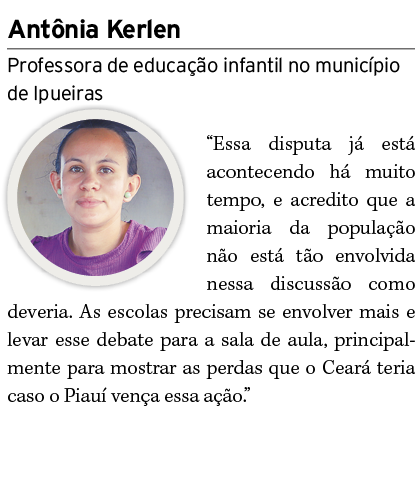 Antônia Kerlen
Professora de educação infantil no município
de Ipueiras
“Essa disputa já está
acontecendo há muito
tempo, e acredito que a
maioria da população
não está tão envolvida
nessa discussão como
deveria. As escolas precisam se envolver mais e
levar esse debate para a sala de aula, principal-
mente para mostrar as perdas que o Ceará teria
caso o Piauí vença essa ação.”